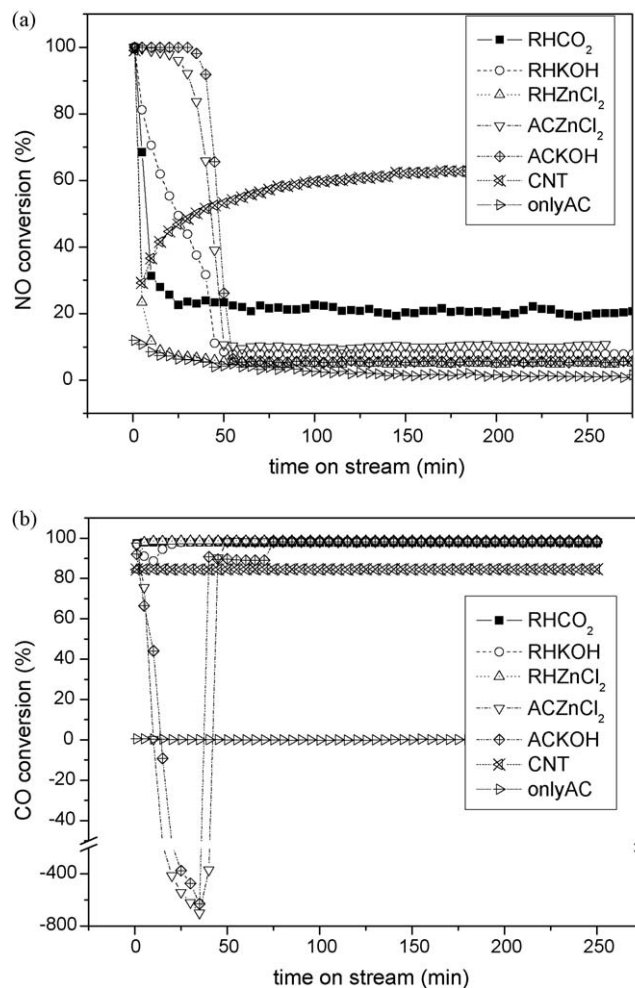 (a)
100
80
60
40
20
0
NO conversion (%)
RHCO₂
RHKOH
RHZnCl₂
ACZnCl₂
ACKOH
CNT
onlyAC
0 50 100 150 200 250
time on stream (min)
(b)
100
80
60
40
20
0
-20
-40
-400
-800
CO conversion (%)
RHCO₂
RHKOH
RHZnCl₂
ACZnCl₂
ACKOH
CNT
onlyAC
0 50 100 150 200 250
time on stream (min)